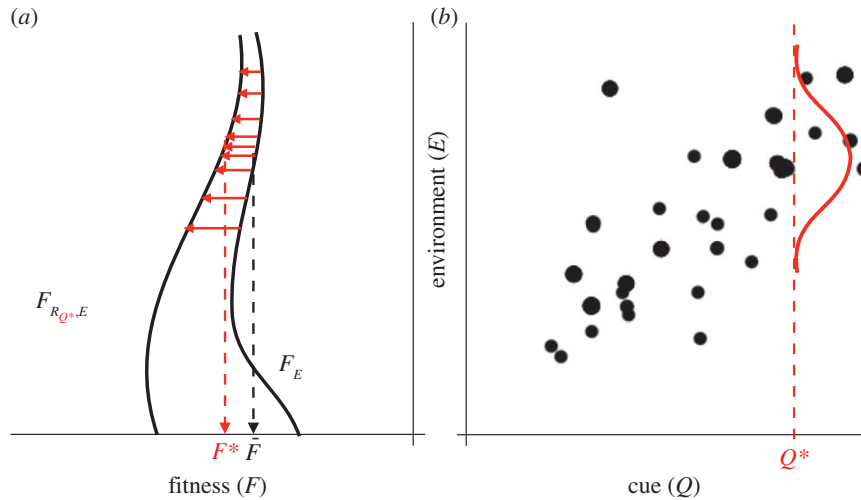 (a)
F_{R_{Q*},E}
F_E
F* F̄
fitness (F)
(b)
environment (E)
Q*
cue (Q)